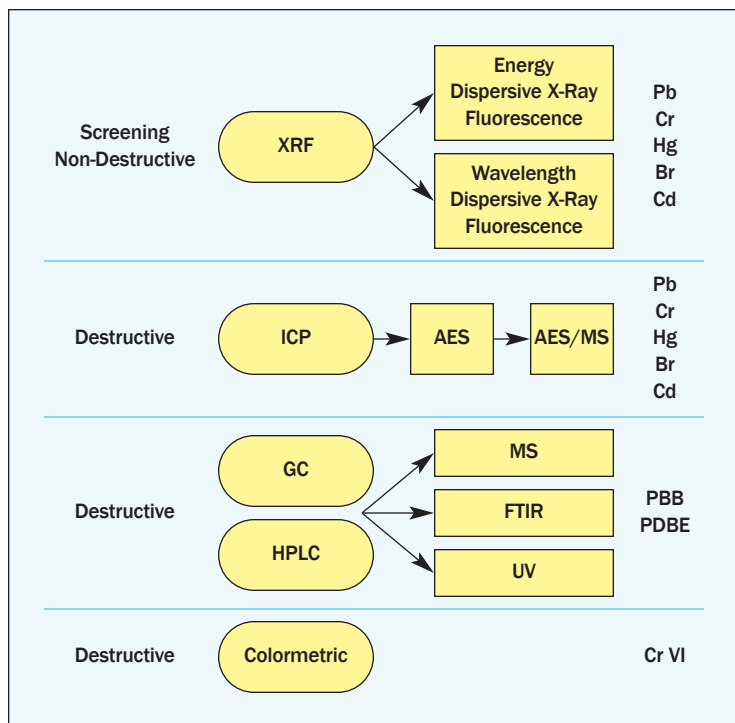 Screening
Non-Destructive
XRF
Energy
Dispersive X-Ray
Fluorescence
Wavelength
Dispersive X-Ray
Fluorescence
Pb
Cr
Hg
Br
Cd
Destructive
ICP
AES
AES/MS
Pb
Cr
Hg
Br
Cd
Destructive
GC
HPLC
MS
FTIR
UV
PBB
PDBE
Destructive
Colormetric
Cr VI